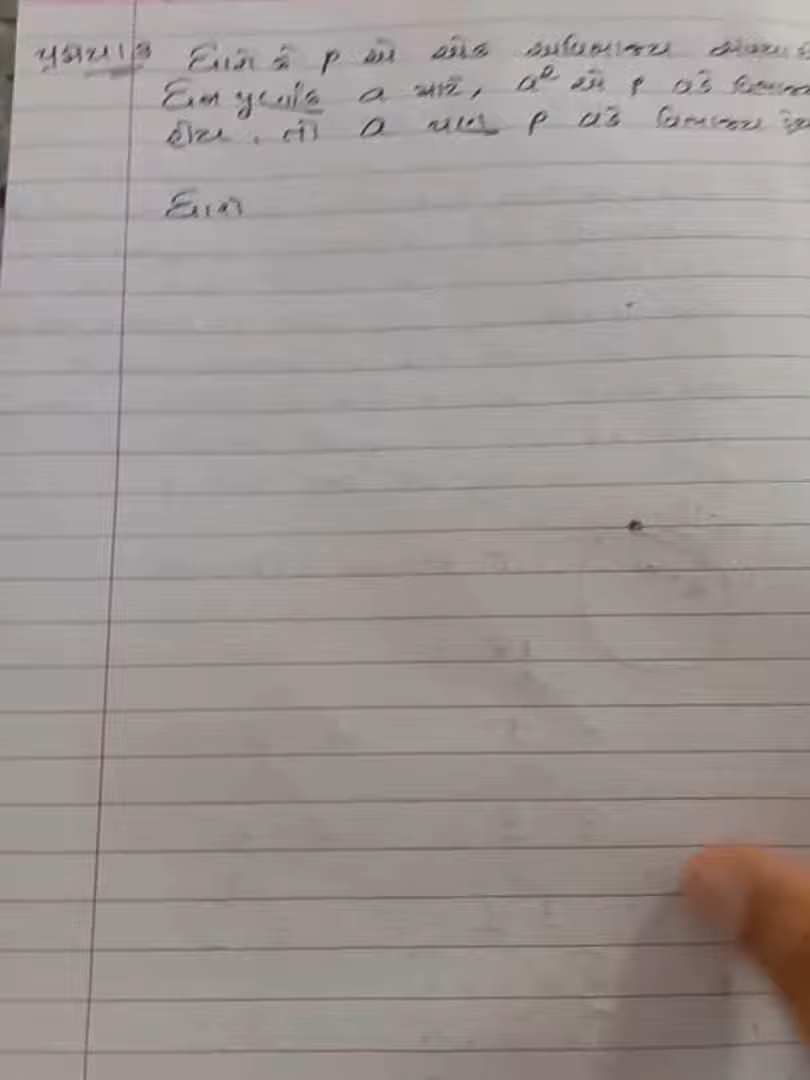 પ્રમેય 1.3 ધારો કે p એ એક અવિભાજ્ય સંખ્યા છે
ધન પૂર્ણાંક a માટે, a² એ p વડે વિભાજ્ય
હોય, તો a પણ p વડે વિભાજ્ય
ધારો